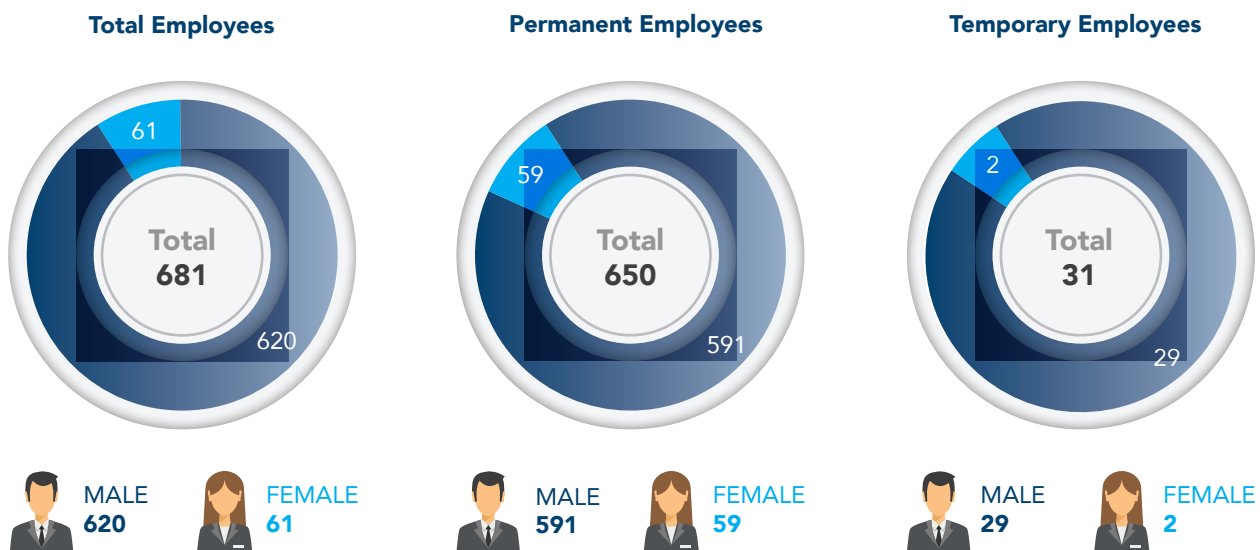 Total Employees
61
Total
681
620
MALE
620
FEMALE
61
Permanent Employees
59
Total
650
591
MALE
591
FEMALE
59
Temporary Employees
2
Total
31
29
MALE
29
FEMALE
2